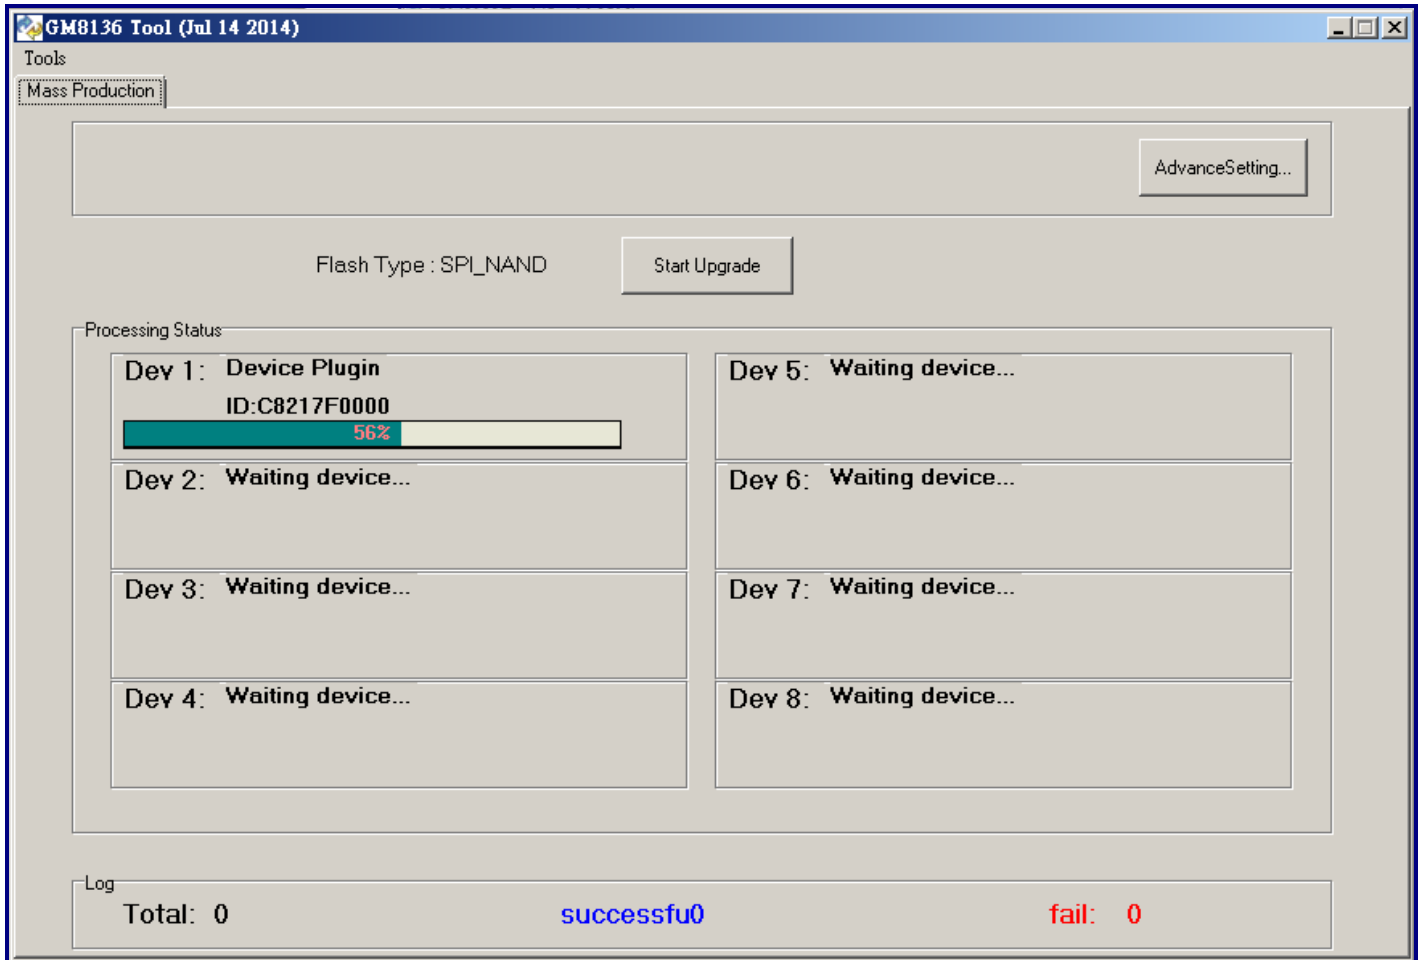 GM8136 Tool (Jul 14 2014)
Tools
Mass Production
AdvanceSetting...
Flash Type : SPI_NAND
Start Upgrade
Processing Status
Dev 1: Device Plugin
ID:C8217F0000
56%
Dev 2: Waiting device...
Dev 3: Waiting device...
Dev 4: Waiting device...
Dev 5: Waiting device...
Dev 6: Waiting device...
Dev 7: Waiting device...
Dev 8: Waiting device...
Log
Total: 0 successfu0 fail: 0